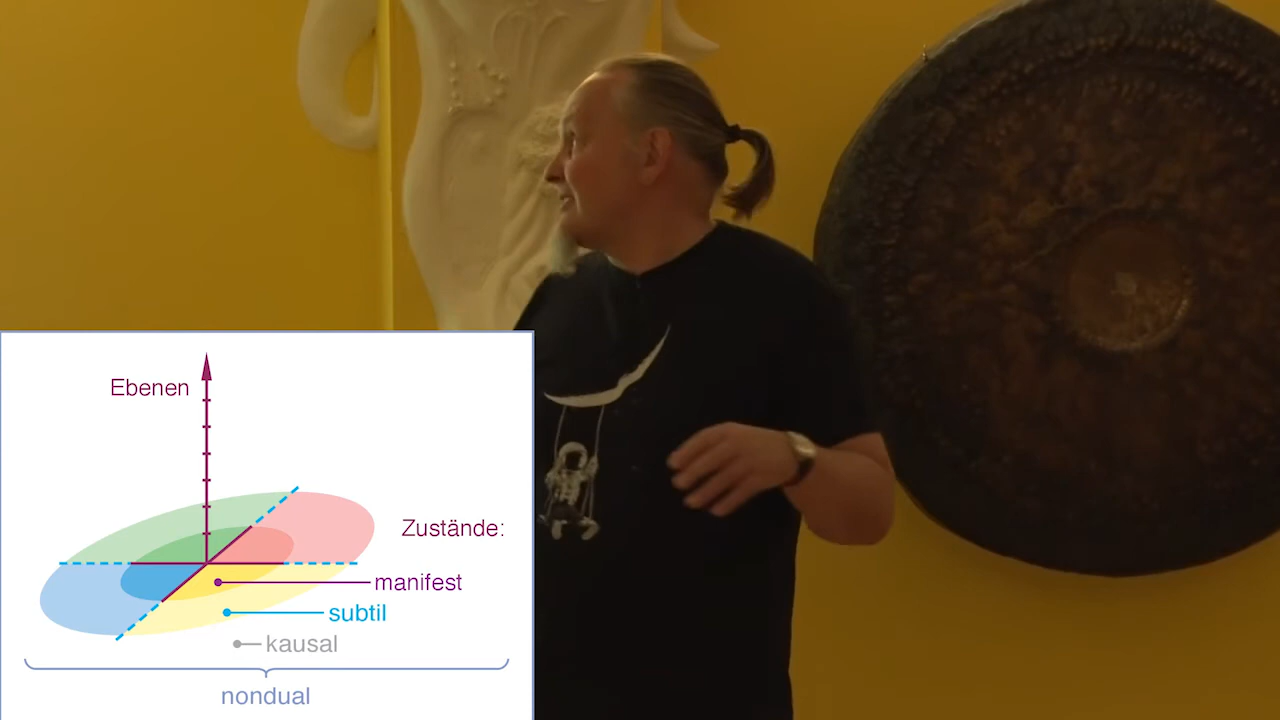 Ebenen
Zustände:
manifest
subtil
kausal
nondual